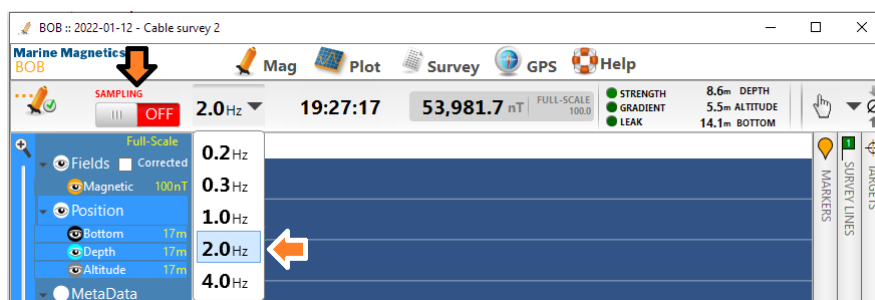 BOB :: 2022-01-12 - Cable survey 2
Marine Magnetics
BOB
Mag Plot Survey GPS Help
SAMPLING
OFF
2.0Hz
19:27:17
53,981.7 nT
FULL-SCALE
100.0
STRENGTH
GRADIENT
LEAK
8.6m DEPTH
5.5m ALTITUDE
14.1m BOTTOM
Full-Scale
Fields Corrected
Magnetic 100nT
Position
Bottom 17m
Depth 17m
Altitude 17m
MetaData
0.2Hz
0.3Hz
1.0Hz
2.0Hz
4.0Hz
MARKERS
1
SURVEY LINES
TARGETS